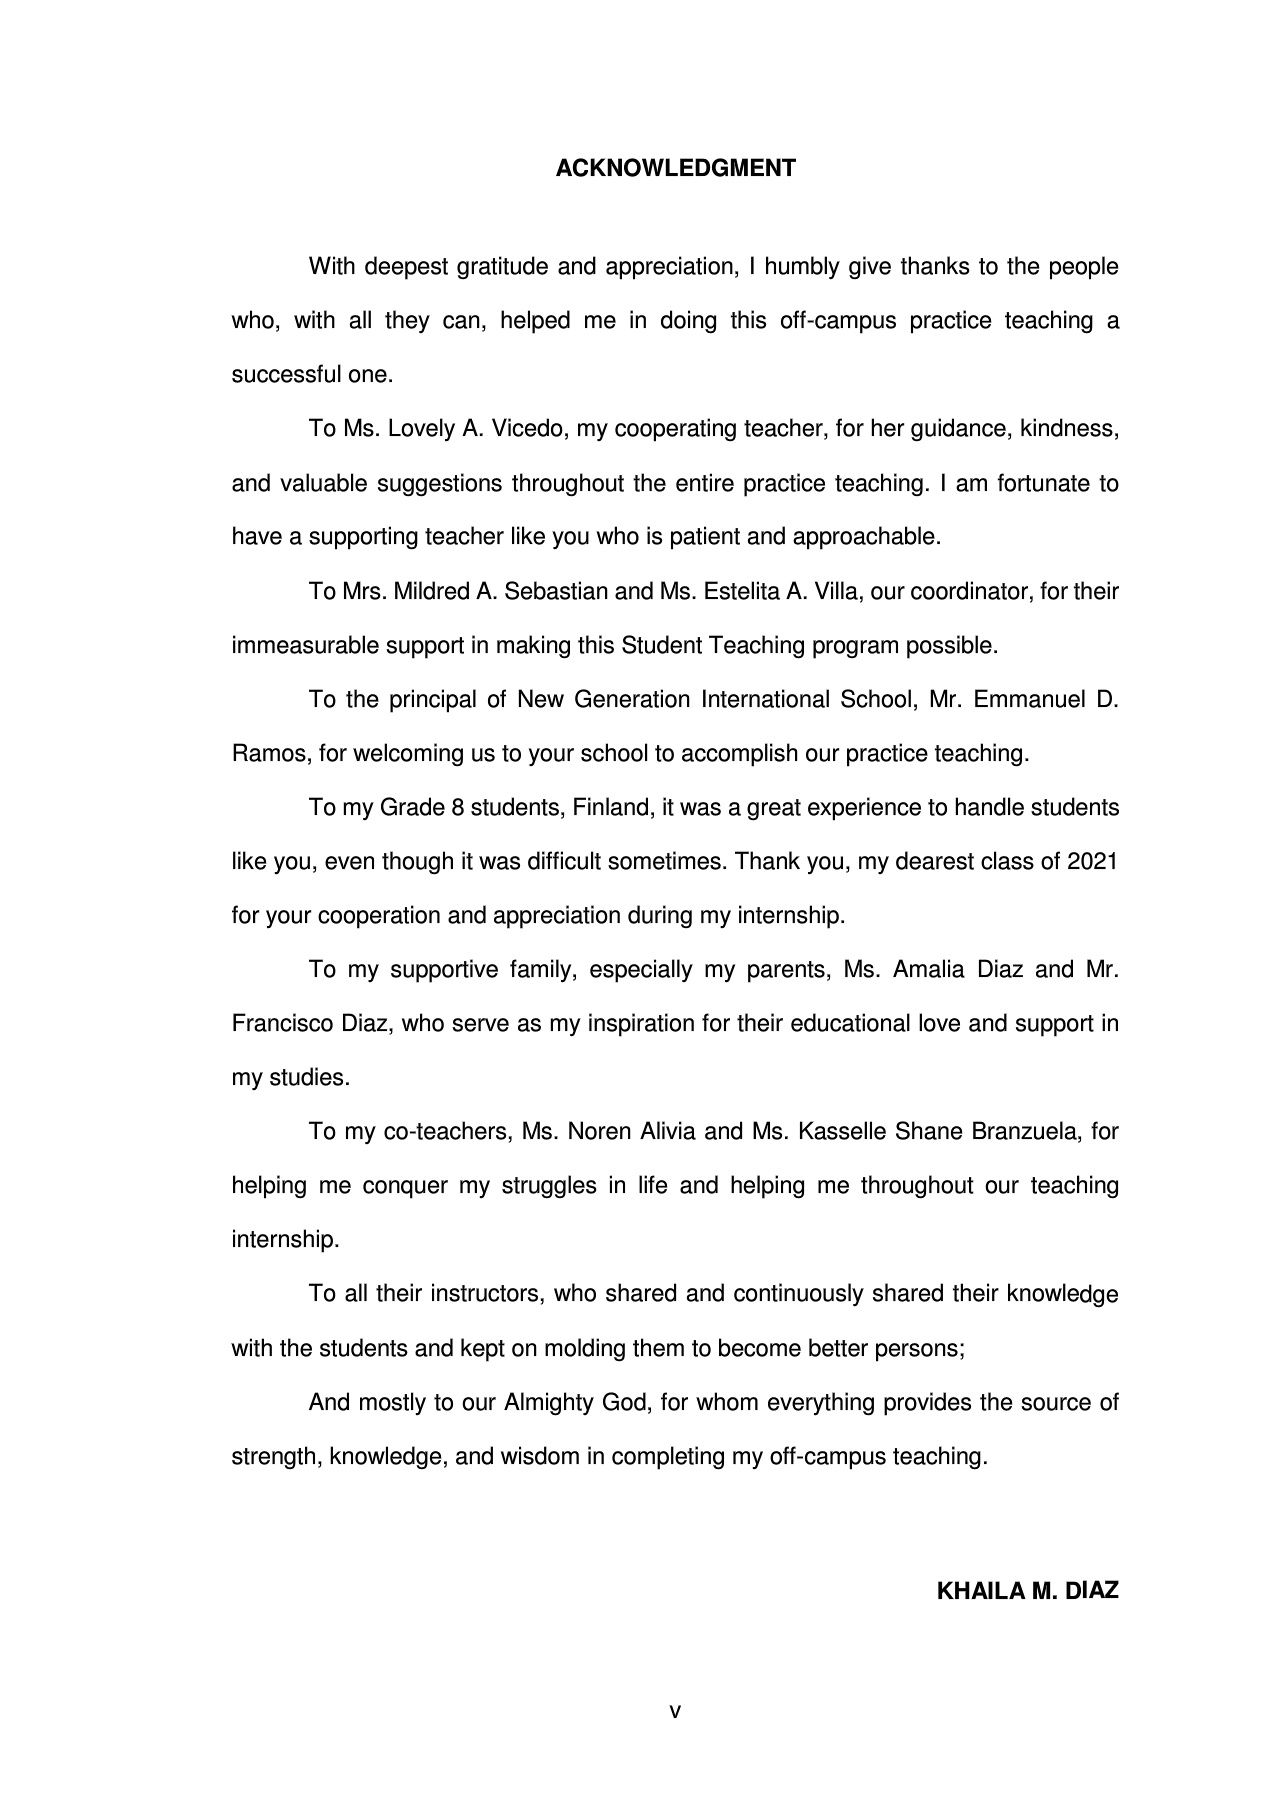 ACKNOWLEDGMENT
With deepest gratitude and appreciation, I humbly give thanks to the people
who, with all they can, helped me in doing this off-campus practice teaching a
successful one.
To Ms. Lovely A. Vicedo, my cooperating teacher, for her guidance, kindness,
and valuable suggestions throughout the entire practice teaching. I am fortunate to
have a supporting teacher like you who is patient and approachable.
To Mrs. Mildred A. Sebastian and Ms. Estelita A. Villa, our coordinator, for their
immeasurable support in making this Student Teaching program possible.
To the principal of New Generation International School, Mr. Emmanuel D.
Ramos, for welcoming us to your school to accomplish our practice teaching.
To my Grade 8 students, Finland, it was a great experience to handle students
like you, even though it was difficult sometimes. Thank you, my dearest class of 2021
for your cooperation and appreciation during my internship.
To my supportive family, especially my parents, Ms. Amalia Diaz and Mr.
Francisco Diaz, who serve as my inspiration for their educational love and support in
my studies.
To my co-teachers, Ms. Noren Alivia and Ms. Kasselle Shane Branzuela, for
helping me conquer my struggles in life and helping me throughout our teaching
internship.
To all their instructors, who shared and continuously shared their knowledge
with the students and kept on molding them to become better persons;
And mostly to our Almighty God, for whom everything provides the source of
strength, knowledge, and wisdom in completing my off-campus teaching.
KHAILA M. DIAZ
v